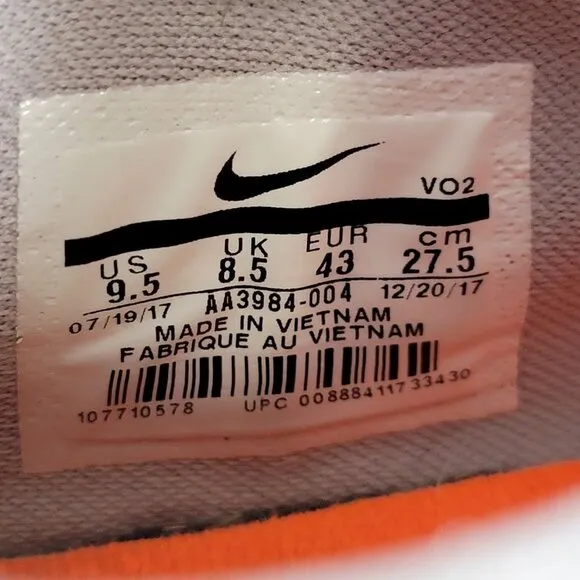 VO2
US UK EUR cm
9.5 8.5 43 27.5
07/19/17 AA3984-004 12/20/17
MADE IN VIETNAM
FABRIQUE AU VIETNAM
107710578 UPC 00888411733430